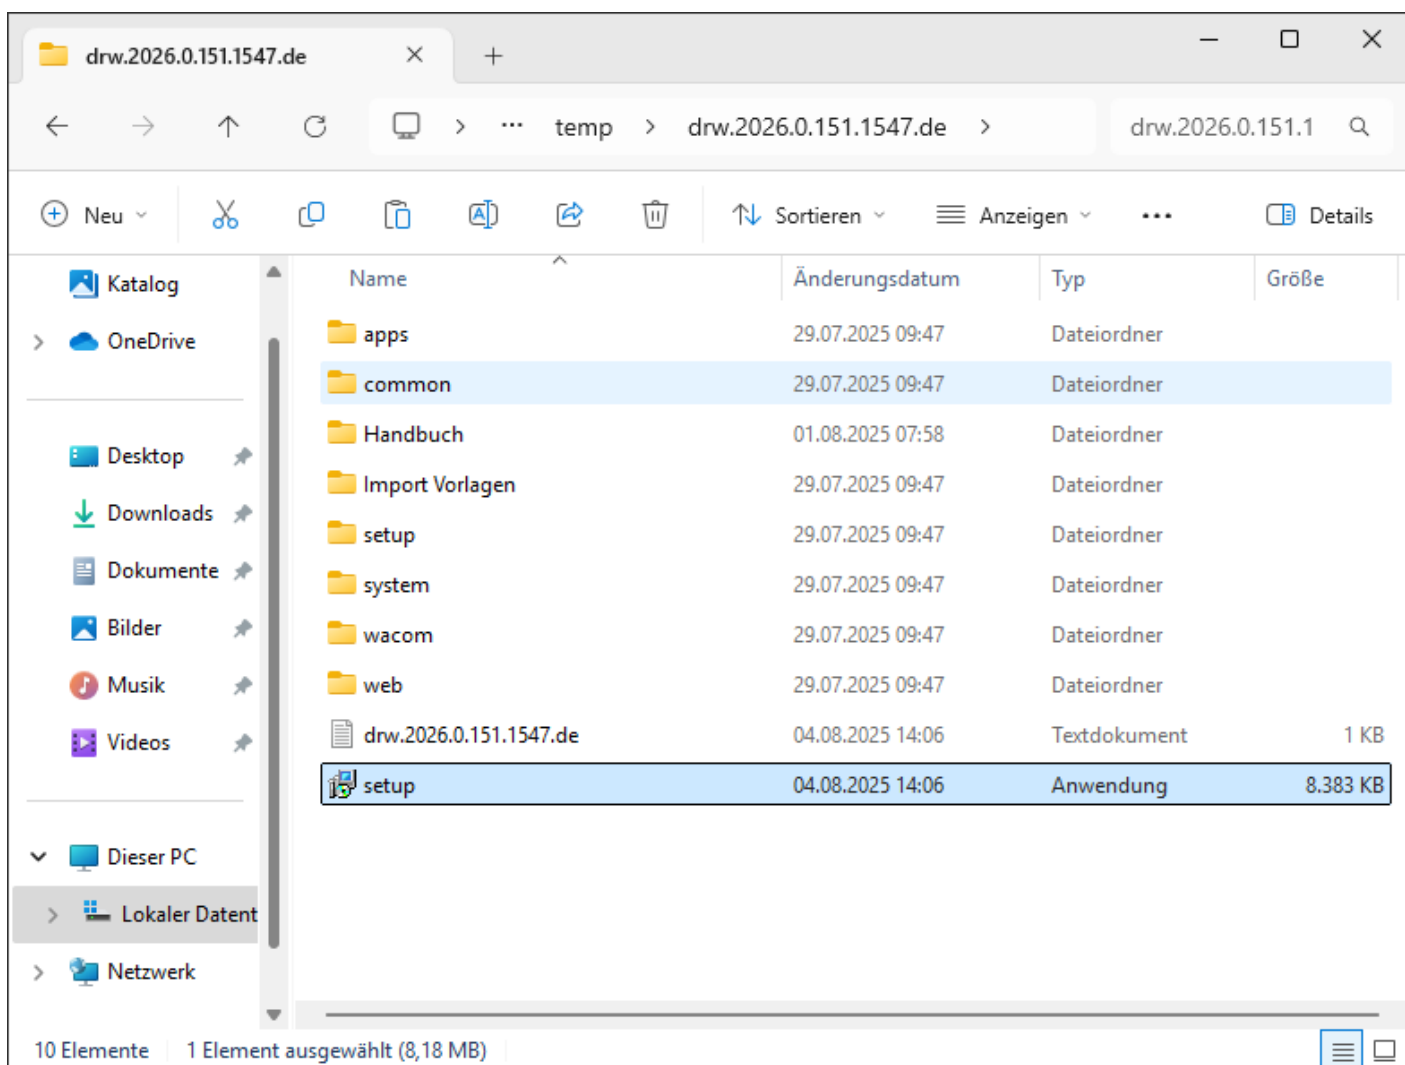 drw.2026.0.151.1547.de
temp drw.2026.0.151.1547.de drw.2026.0.151.1
Neu Sortieren Anzeigen Details
Katalog
OneDrive
Desktop
Downloads
Dokumente
Bilder
Musik
Videos
Dieser PC
Lokaler Datent
Netzwerk
Name Änderungsdatum Typ Größe
apps 29.07.2025 09:47 Dateiordner
common 29.07.2025 09:47 Dateiordner
Handbuch 01.08.2025 07:58 Dateiordner
Import Vorlagen 29.07.2025 09:47 Dateiordner
setup 29.07.2025 09:47 Dateiordner
system 29.07.2025 09:47 Dateiordner
wacom 29.07.2025 09:47 Dateiordner
web 29.07.2025 09:47 Dateiordner
drw.2026.0.151.1547.de 04.08.2025 14:06 Textdokument 1 KB
setup 04.08.2025 14:06 Anwendung 8.383 KB
10 Elemente 1 Element ausgewählt (8,18 MB)